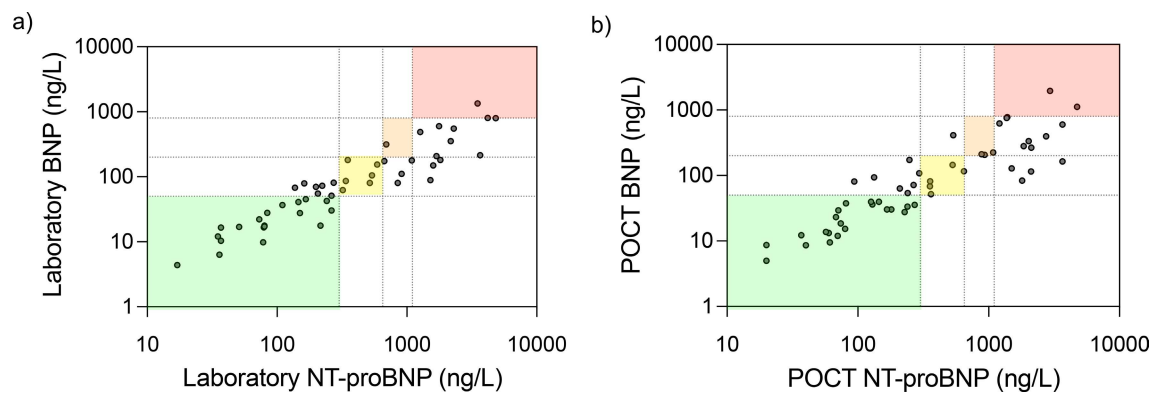 a)
Laboratory BNP (ng/L)
10000
1000
100
10
1
10 100 1000 10000
Laboratory NT-proBNP (ng/L)
b)
POCT BNP (ng/L)
10000
1000
100
10
1
10 100 1000 10000
POCT NT-proBNP (ng/L)